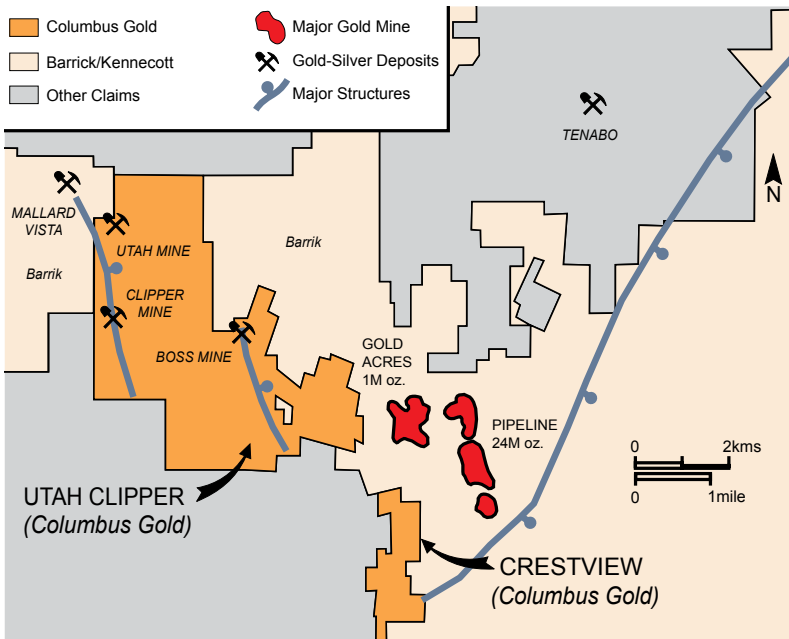 Columbus Gold
Barrick/Kennecott
Other Claims
Major Gold Mine
Gold-Silver Deposits
Major Structures
TENABO
N
MALLARD
VISTA
UTAH MINE
Barrik
Barrik
CLIPPER
MINE
BOSS MINE
GOLD
ACRES
1M oz.
PIPELINE
24M oz.
0 2kms
0 1mile
UTAH CLIPPER
(Columbus Gold)
CRESTVIEW
(Columbus Gold)